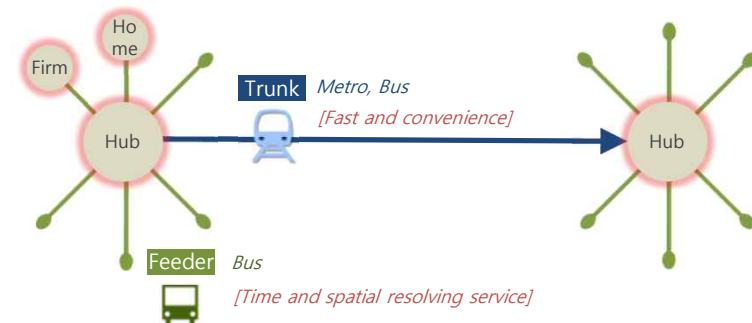 Ho
me
Firm
Trunk Metro, Bus
[Fast and convenience]
Hub
Hub
Feeder Bus
[Time and spatial resolving service]